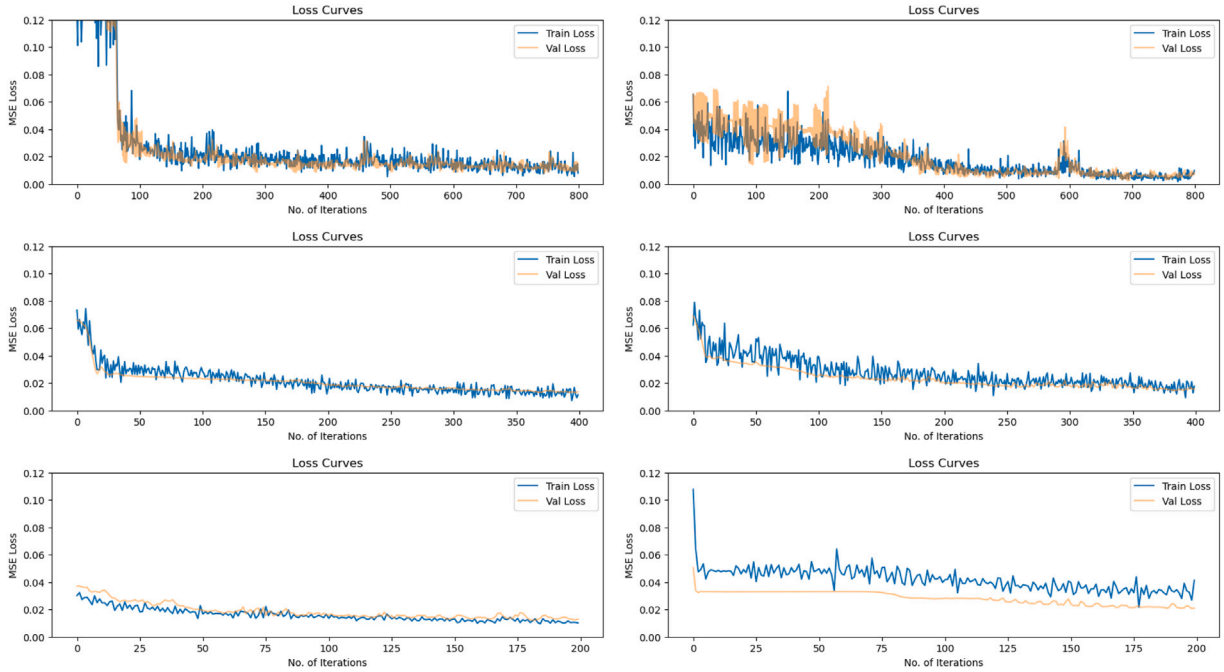 Loss Curves
0.12
0.10
0.08
0.06
0.04
0.02
0.00
MSE Loss
Train Loss
Val Loss
0 100 200 300 400 500 600 700 800
No. of Iterations
Loss Curves
0.12
0.10
0.08
0.06
0.04
0.02
0.00
MSE Loss
Train Loss
Val Loss
0 100 200 300 400 500 600 700 800
No. of Iterations
Loss Curves
0.12
0.10
0.08
0.06
0.04
0.02
0.00
MSE Loss
Train Loss
Val Loss
0 50 100 150 200 250 300 350 400
No. of Iterations
Loss Curves
0.12
0.10
0.08
0.06
0.04
0.02
0.00
MSE Loss
Train Loss
Val Loss
0 50 100 150 200 250 300 350 400
No. of Iterations
Loss Curves
0.12
0.10
0.08
0.06
0.04
0.02
0.00
MSE Loss
Train Loss
Val Loss
0 25 50 75 100 125 150 175 200
No. of Iterations
Loss Curves
0.12
0.10
0.08
0.06
0.04
0.02
0.00
MSE Loss
Train Loss
Val Loss
0 25 50 75 100 125 150 175 200
No. of Iterations